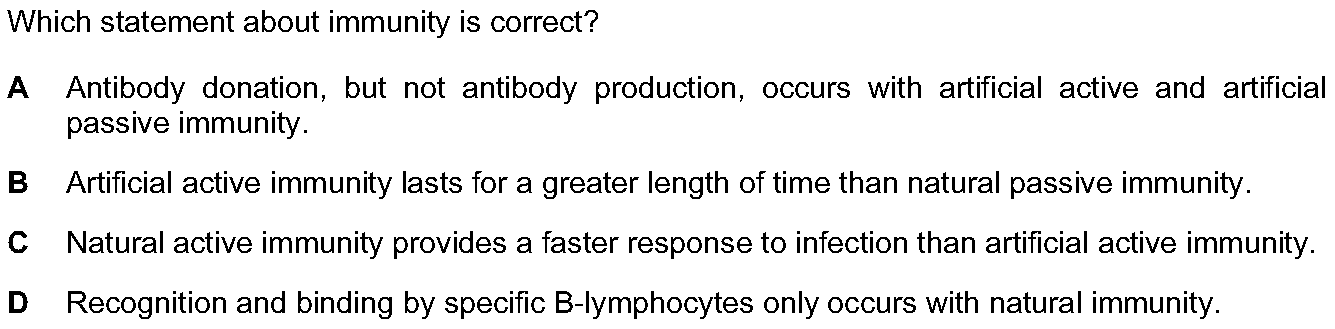 Which statement about immunity is correct?
A Antibody donation, but not antibody production, occurs with artificial active and artificial
passive immunity.
B Artificial active immunity lasts for a greater length of time than natural passive immunity.
C Natural active immunity provides a faster response to infection than artificial active immunity.
D Recognition and binding by specific B-lymphocytes only occurs with natural immunity.